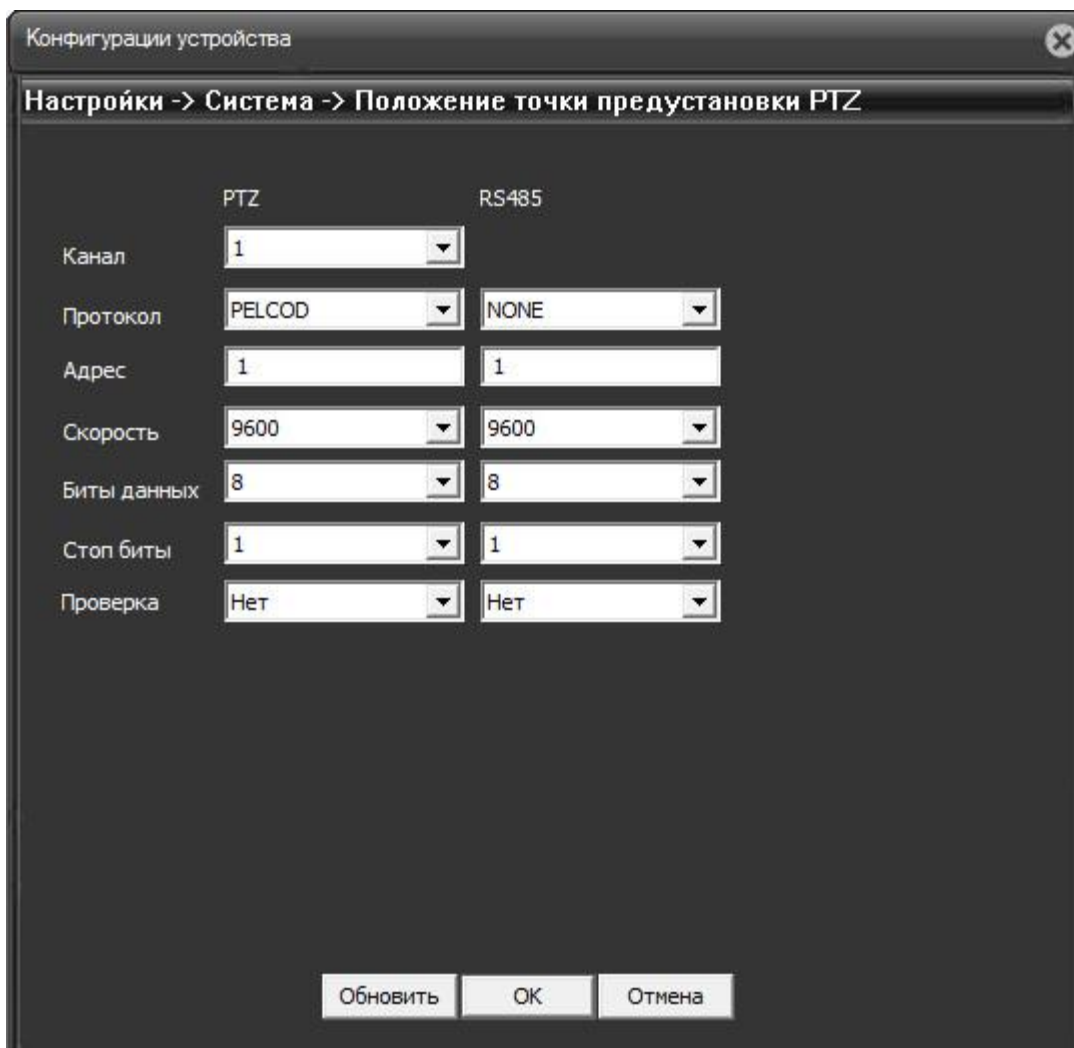 Конфигурации устройства
Настройки -> Система -> Положение точки предустановки PTZ
PTZ RS485
Канал 1
Протокол PELCOD NONE
Адрес 1 1
Скорость 9600 9600
Биты данных 8 8
Стоп биты 1 1
Проверка Нет Нет
Обновить OK Отмена